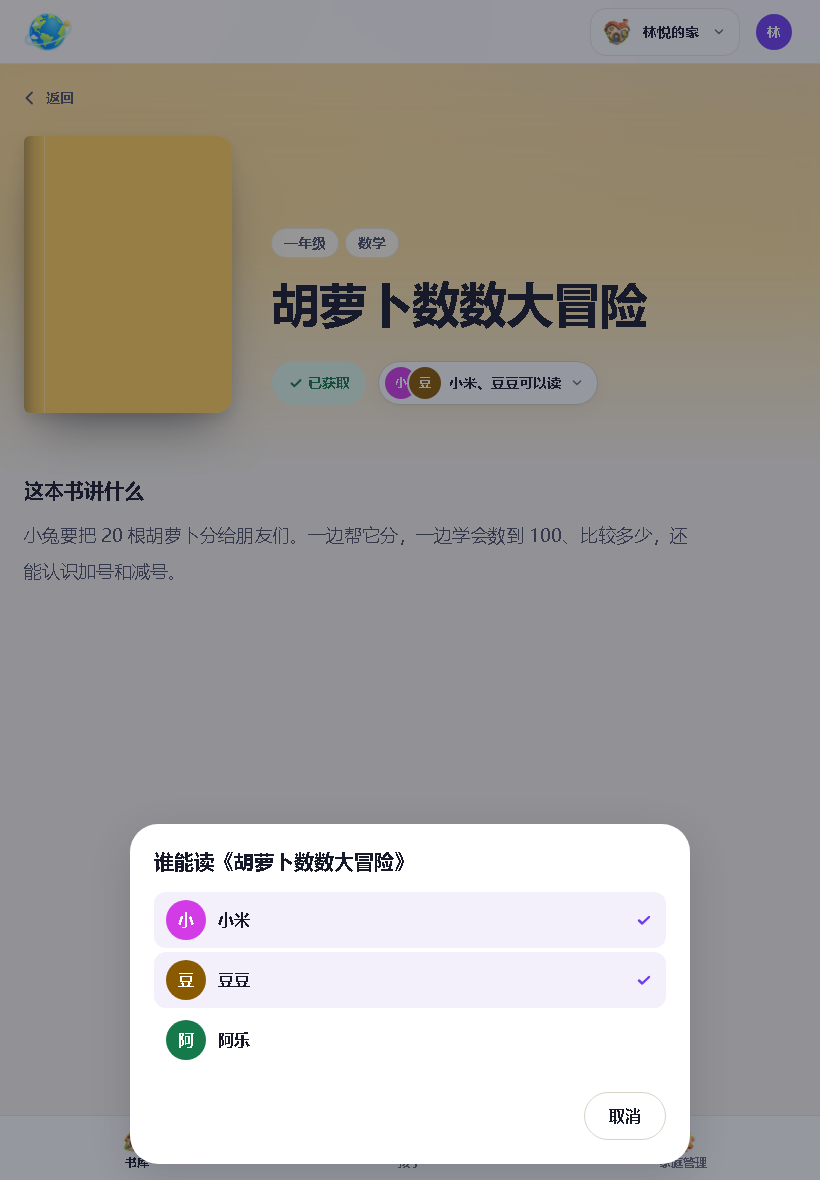 林悦的家
林
返回
一年级
数学
胡萝卜数数大冒险
已获取
小
豆
小米、豆豆可以读
这本书讲什么
小兔要把 20 根胡萝卜分给朋友们。一边帮它分，一边学会数到 100、比较多少，还
能认识加号和减号。
谁能读《胡萝卜数数大冒险》
小
小米
豆
豆豆
阿
阿乐
取消
书库
家庭管理